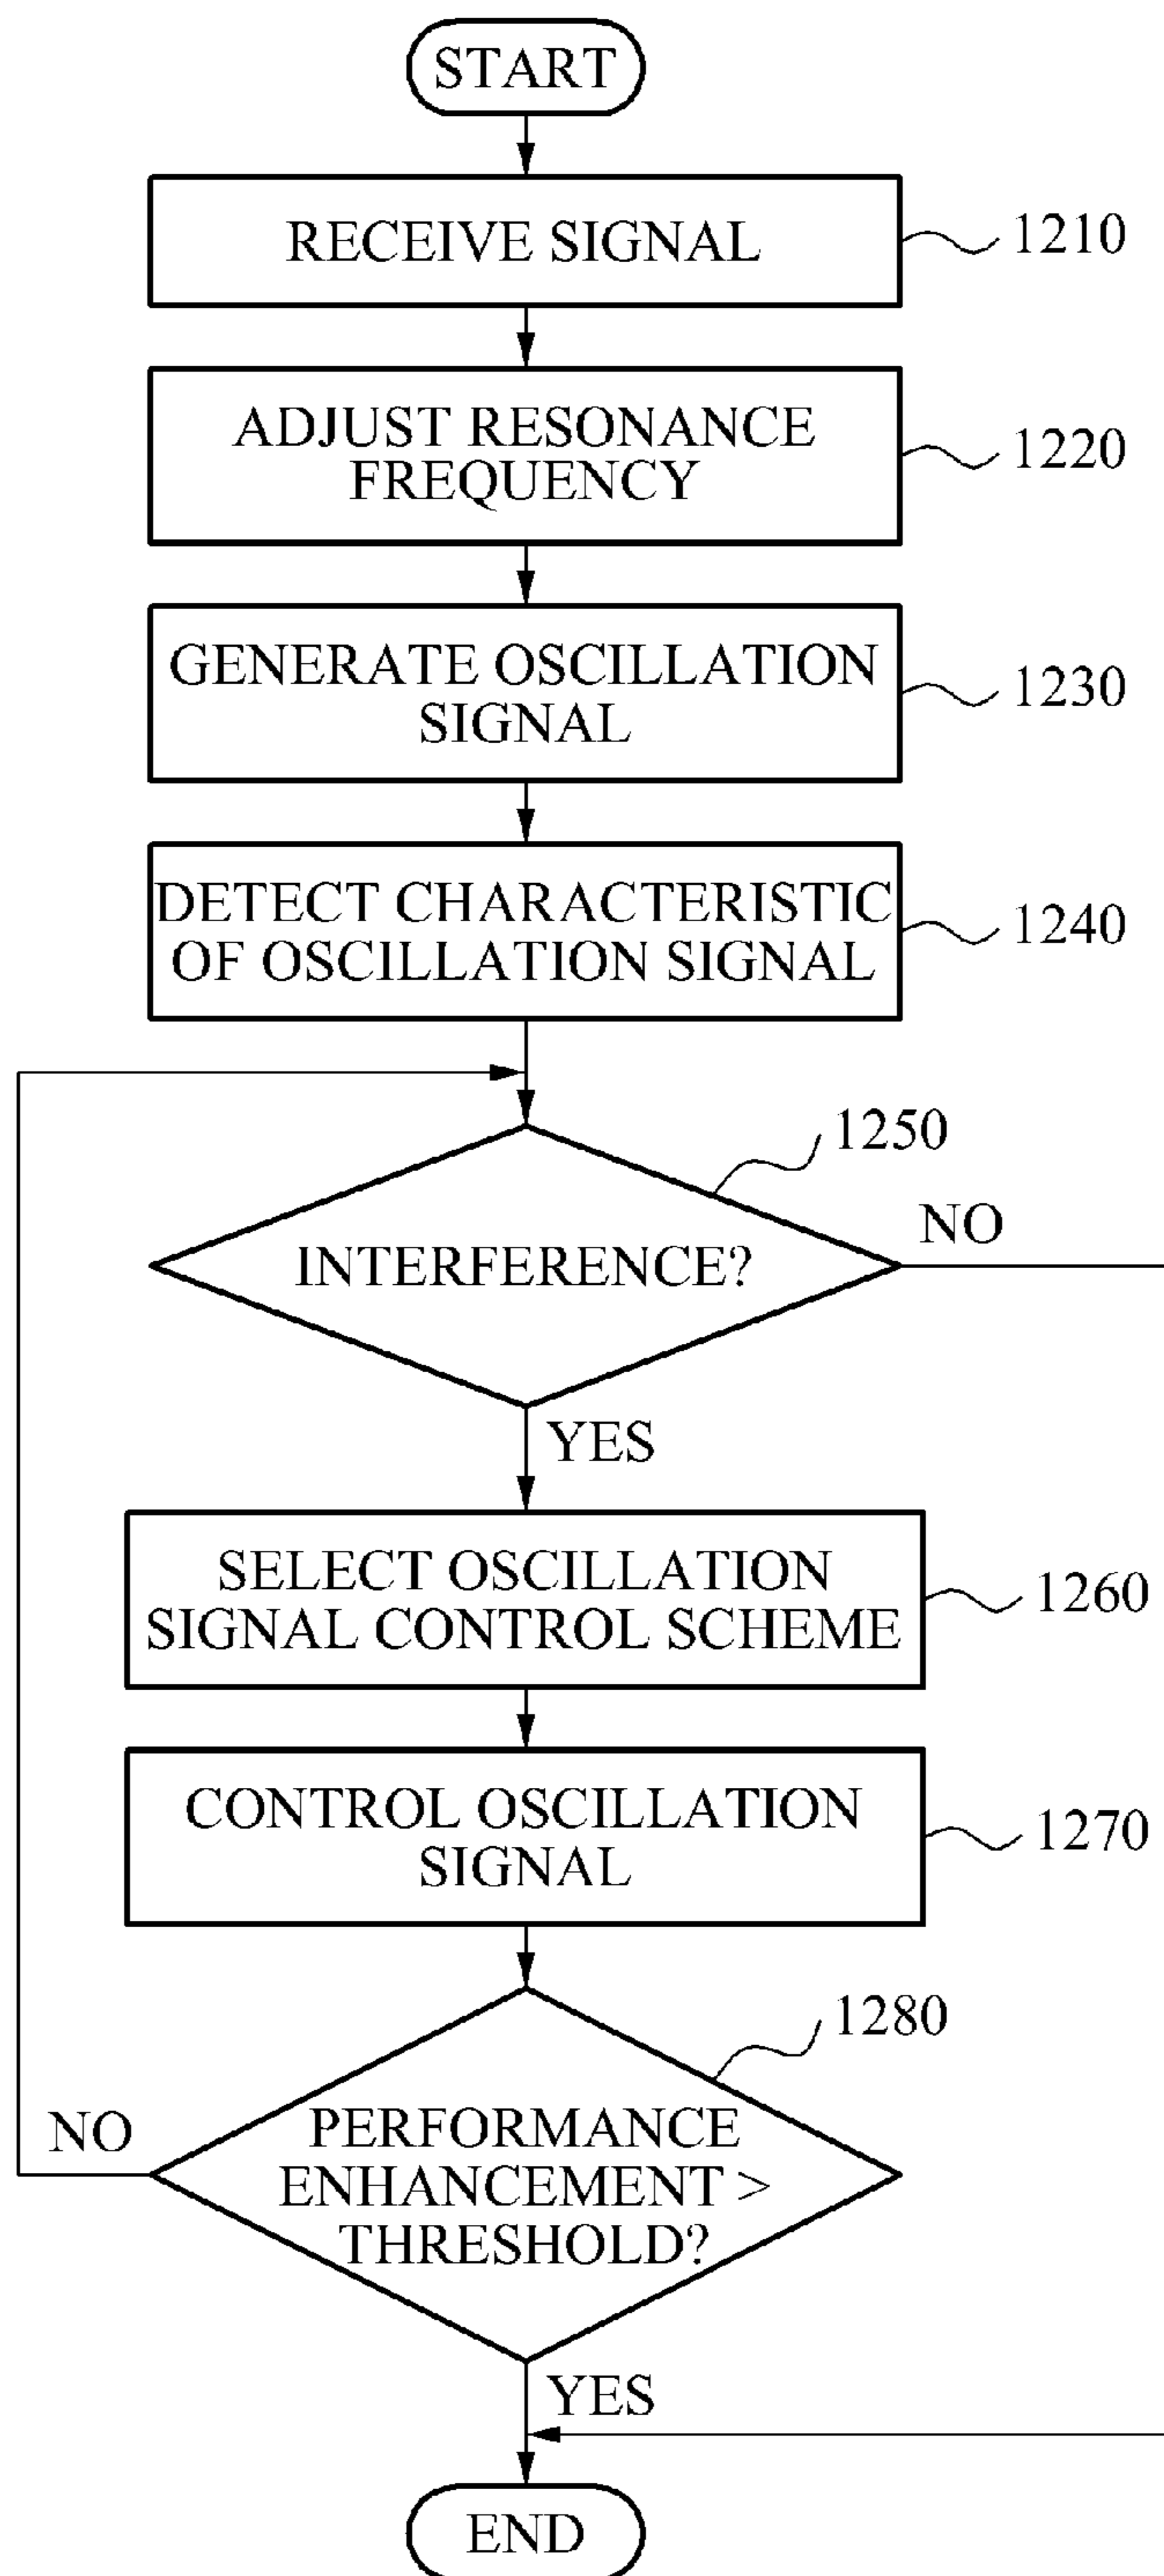 START
RECEIVE SIGNAL
1210
ADJUST RESONANCE
FREQUENCY
1220
GENERATE OSCILLATION
SIGNAL
1230
DETECT CHARACTERISTIC
OF OSCILLATION SIGNAL
1240
1250
INTERFERENCE?
NO
YES
SELECT OSCILLATION
SIGNAL CONTROL SCHEME
1260
CONTROL OSCILLATION
SIGNAL
1270
1280
PERFORMANCE
ENHANCEMENT >
THRESHOLD?
NO
YES
END